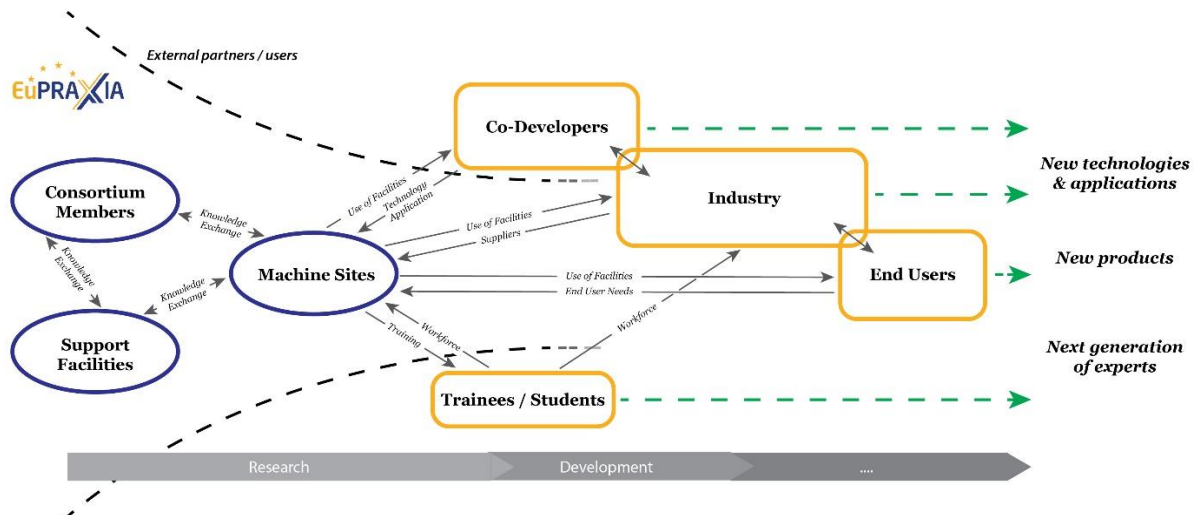 External partners / users
EuPRAXIA
Co-Developers
New technologies
& applications
Consortium
Members
Use of Facilities
Technology
Application
Industry
Knowledge
Exchange
Use of Facilities
Suppliers
Knowledge
Exchange
Machine Sites
Knowledge
Exchange
Use of Facilities
End User Needs
End Users
New products
Support
Facilities
Training
Workforce
Workforce
Next generation
of experts
Trainees / Students
Research
Development
....